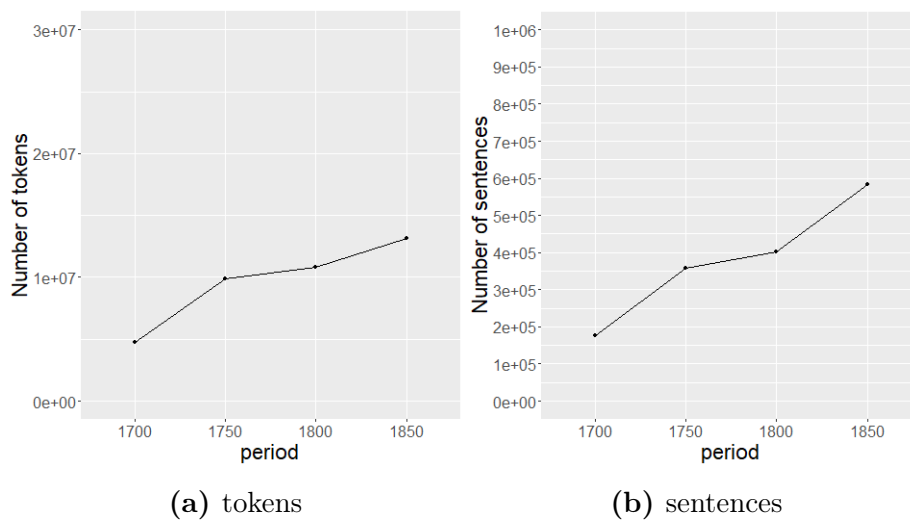 Number of tokens
3e+07
2e+07
1e+07
0e+00
1700 1750 1800 1850
period
(a) tokens
Number of sentences
1e+06
9e+05
8e+05
7e+05
6e+05
5e+05
4e+05
3e+05
2e+05
1e+05
0e+00
1700 1750 1800 1850
period
(b) sentences